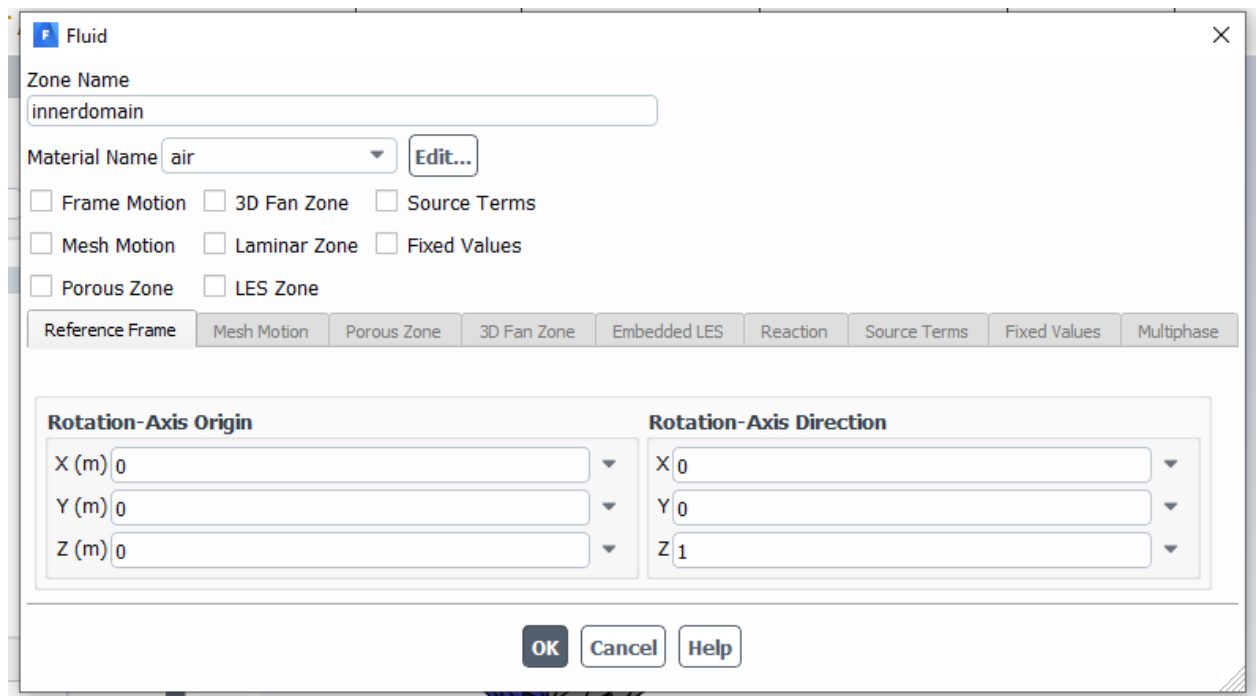 F Fluid
Zone Name
innerdomain
Material Name air Edit...
Frame Motion 3D Fan Zone Source Terms
Mesh Motion Laminar Zone Fixed Values
Porous Zone LES Zone
Reference Frame Mesh Motion Porous Zone 3D Fan Zone Embedded LES Reaction Source Terms Fixed Values Multiphase
Rotation-Axis Origin Rotation-Axis Direction
X (m) 0 X 0
Y (m) 0 Y 0
Z (m) 0 Z 1
OK Cancel Help